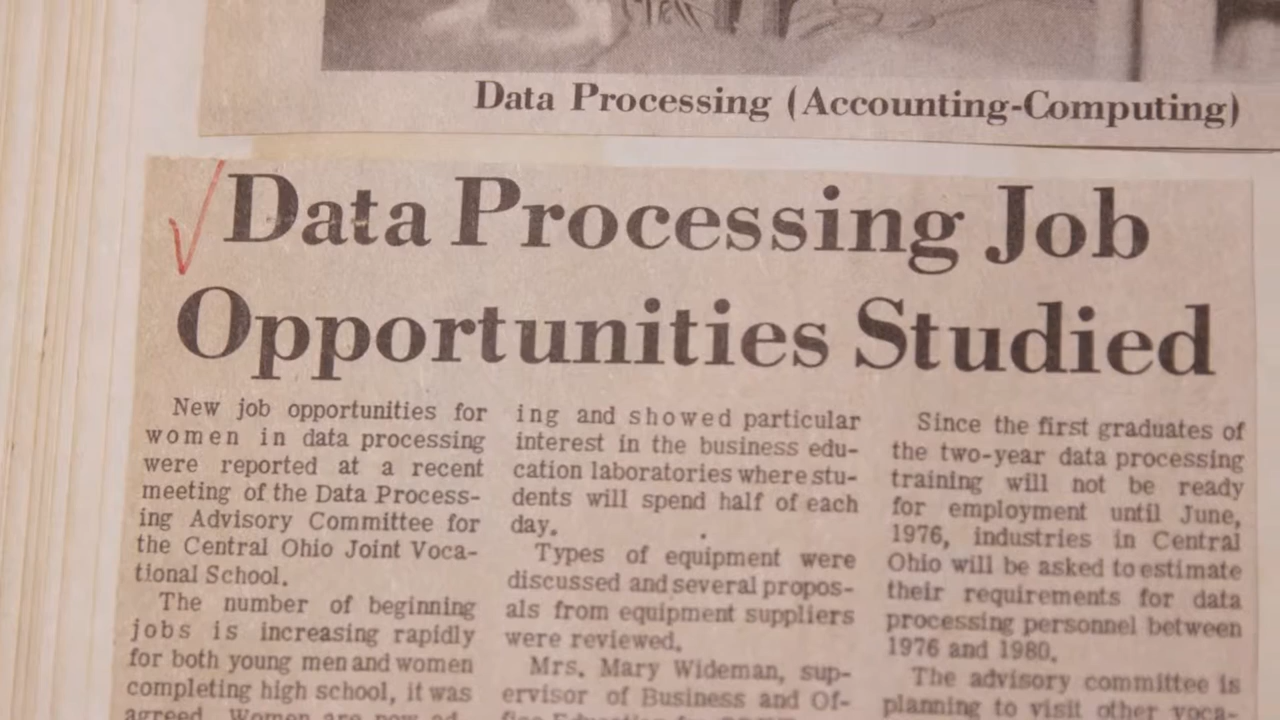 Data Processing (Accounting-Computing)
Data Processing Job
Opportunities Studied
New job opportunities for
women in data processing
were reported at a recent
meeting of the Data Process-
ing Advisory Committee for
the Central Ohio Joint Voca-
tional School.
The number of beginning
jobs is increasing rapidly
for both young men and women
completing high school, it was
agreed. Women are now ad-
ing and showed particular
interest in the business edu-
cation laboratories where stu-
dents will spend half of each
day.
Types of equipment were
discussed and several propos-
als from equipment suppliers
were reviewed.
Mrs. Mary Wideman, sup-
ervisor of Business and Of-
fice Education
Since the first graduates of
the two-year data processing
training will not be ready
for employment until June,
1976, industries in Central
Ohio will be asked to estimate
their requirements for data
processing personnel between
1976 and 1980.
The advisory committee is
planning to visit other voca-